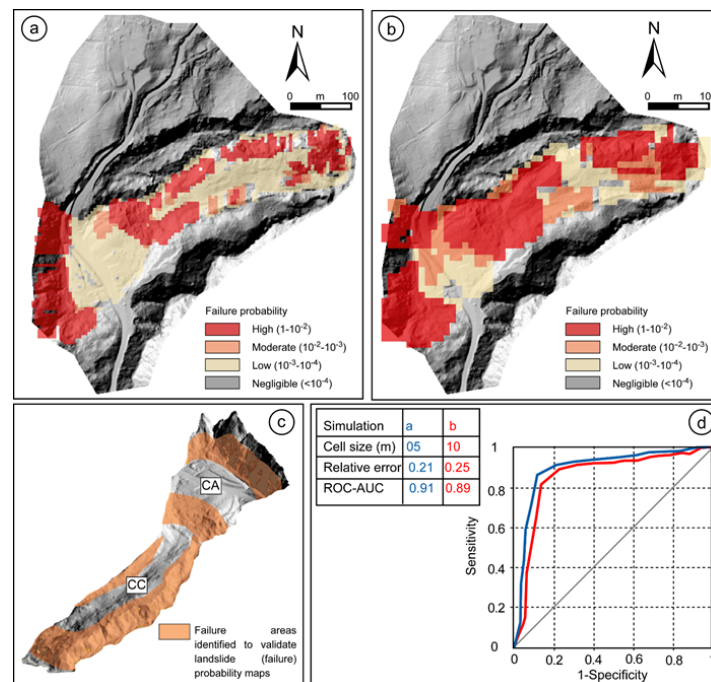 a
N
0 m 100
Failure probability
High (1-10⁻²)
Moderate (10⁻²-10⁻³)
Low (10⁻³-10⁻⁴)
Negligible (<10⁻⁴)
b
N
0 m 10
Failure probability
High (1-10⁻²)
Moderate (10⁻²-10⁻³)
Low (10⁻³-10⁻⁴)
Negligible (<10⁻⁴)
c
CA
CC
Failure areas
identified to validate
landslide (failure)
probability maps
d
Simulation a b
Cell size (m) 05 10
Relative error 0.21 0.25
ROC-AUC 0.91 0.89
Sensitivity
1
0.8
0.6
0.4
0.2
0 0.2 0.4 0.6 0.8 1
1-Specificity